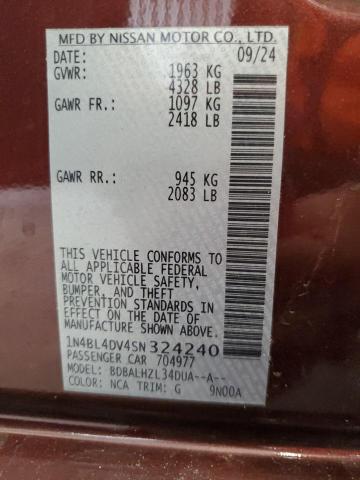 MFD BY NISSAN MOTOR CO., LTD.
DATE: 09/24
GVWR: 1963 KG
4328 LB
GAWR FR.: 1097 KG
2418 LB
GAWR RR.: 945 KG
2083 LB
THIS VEHICLE CONFORMS TO
ALL APPLICABLE FEDERAL
MOTOR VEHICLE SAFETY,
BUMPER, AND THEFT
PREVENTION STANDARDS IN
EFFECT ON THE DATE OF
MANUFACTURE SHOWN ABOVE.
1N4BL4DV4SN324240
PASSENGER CAR 704977
MODEL: BDBALHZL34DUA--A--
COLOR: NCA TRIM: G 9N00A